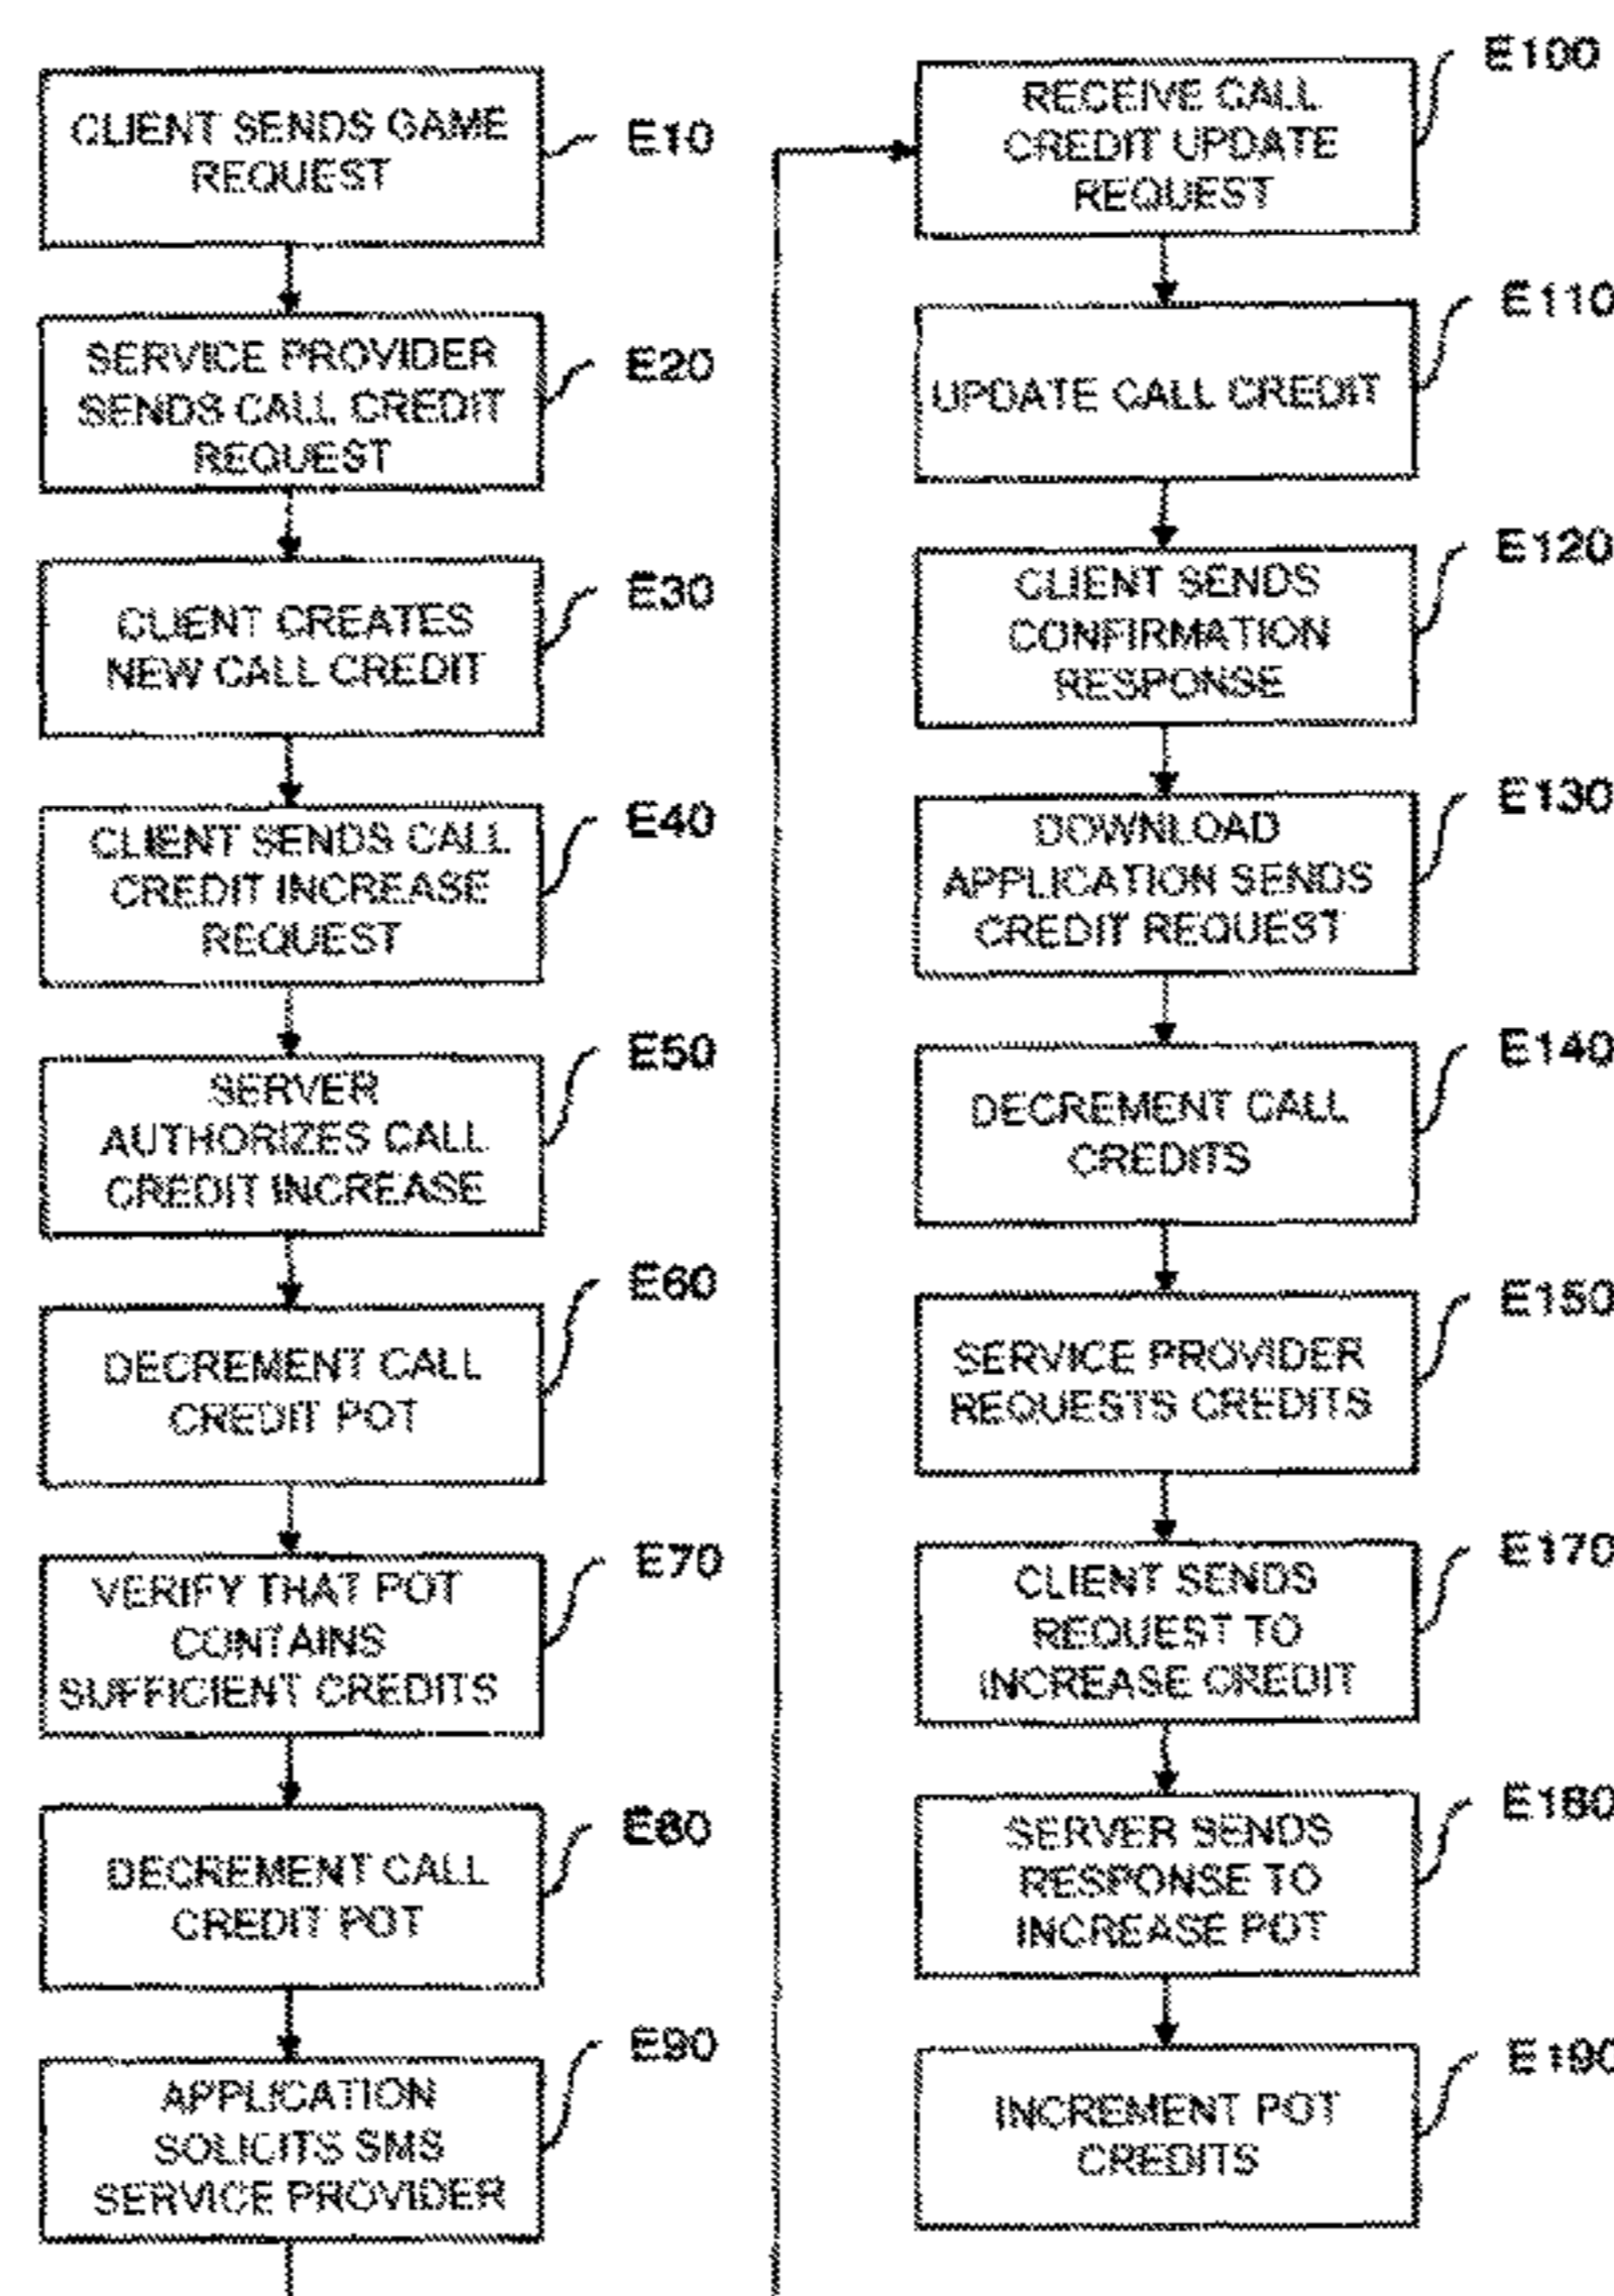 CLIENT SENDS GAME
REQUEST
E10
SERVICE PROVIDER
SENDS CALL CREDIT
REQUEST
E20
CLIENT CREATES
NEW CALL CREDIT
E30
CLIENT SENDS CALL
CREDIT INCREASE
REQUEST
E40
SERVER
AUTHORIZES CALL
CREDIT INCREASE
E50
DECREMENT CALL
CREDIT POT
E60
VERIFY THAT POT
CONTAINS
SUFFICIENT CREDITS
E70
DECREMENT CALL
CREDIT POT
E80
APPLICATION
SOLICITS SMS
SERVICE PROVIDER
E90
RECEIVE CALL
CREDIT UPDATE
REQUEST
E100
UPDATE CALL CREDIT
E110
CLIENT SENDS
CONFIRMATION
RESPONSE
E120
DOWNLOAD
APPLICATION SENDS
CREDIT REQUEST
E130
DECREMENT CALL
CREDITS
E140
SERVICE PROVIDER
REQUESTS CREDITS
E150
CLIENT SENDS
REQUEST TO
INCREASE CREDIT
E170
SERVER SENDS
RESPONSE TO
INCREASE POT
E180
INCREMENT POT
CREDITS
E190